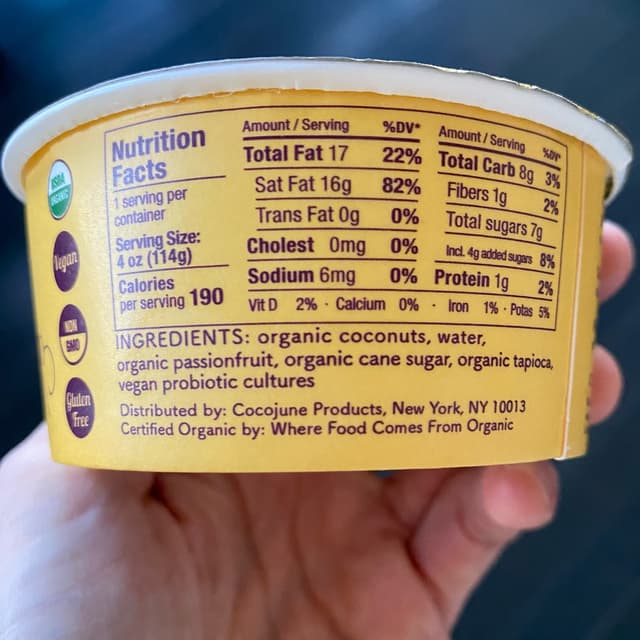 USDA
ORGANIC
Vegan
NON
GMO
Gluten
Free
Nutrition
Facts
1 serving per
container
Serving Size:
4 oz (114g)
Calories
per serving 190
Amount / Serving %DV*
Total Fat 17 22%
Sat Fat 16g 82%
Trans Fat 0g 0%
Cholest 0mg 0%
Sodium 6mg 0%
Amount / Serving %DV*
Total Carb 8g 3%
Fibers 1g 2%
Total sugars 7g
Incl. 4g added sugars 8%
Protein 1g 2%
Vit D 2% · Calcium 0% · Iron 1% · Potas 5%
INGREDIENTS: organic coconuts, water,
organic passionfruit, organic cane sugar, organic tapioca,
vegan probiotic cultures
Distributed by: Cocojune Products, New York, NY 10013
Certified Organic by: Where Food Comes From Organic